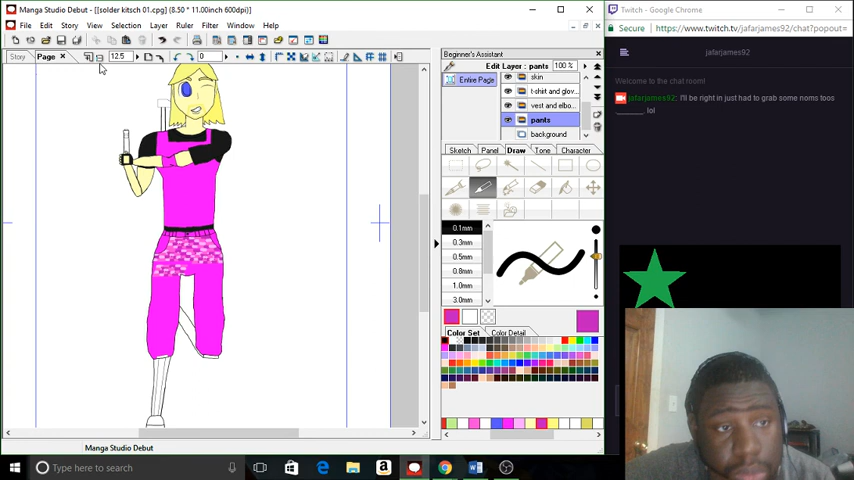 Manga Studio Debut - [[solder kitsch 01.cpg] (8.50 * 11.00inch 600dpi)]
File Edit Story View Selection Layer Ruler Filter Window Help
Story Page 12.5 0
Beginner's Assistant
Edit Layer : pants 100 %
Entire Page
skin
t-shirt and glov...
vest and elbo...
pants
background
Sketch Panel Draw Tone Character
0.1mm
0.3mm
0.5mm
0.8mm
1.0mm
3.0mm
Color Set Color Detail
Manga Studio Debut
Type here to search
Twitch - Google Chrome
Secure https://www.twitch.tv/jafarjames92/chat?popout=
jafarjames92
Welcome to the chat room!
jafarjames92: I'll be right in just had to grab some noms toos
______ lol